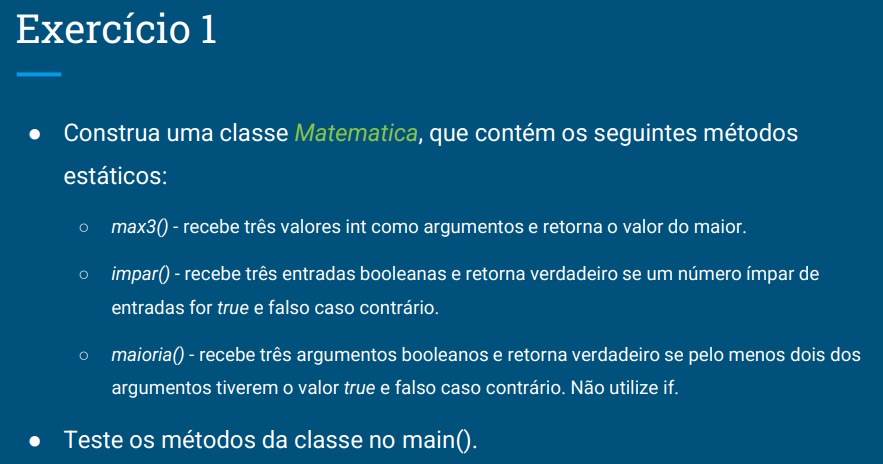 Exercício 1
● Construa uma classe Matematica, que contém os seguintes métodos
estáticos:
○ max3() - recebe três valores int como argumentos e retorna o valor do maior.
○ impar() - recebe três entradas booleanas e retorna verdadeiro se um número ímpar de
entradas for true e falso caso contrário.
○ maioria() - recebe três argumentos booleanos e retorna verdadeiro se pelo menos dois dos
argumentos tiverem o valor true e falso caso contrário. Não utilize if.
● Teste os métodos da classe no main().